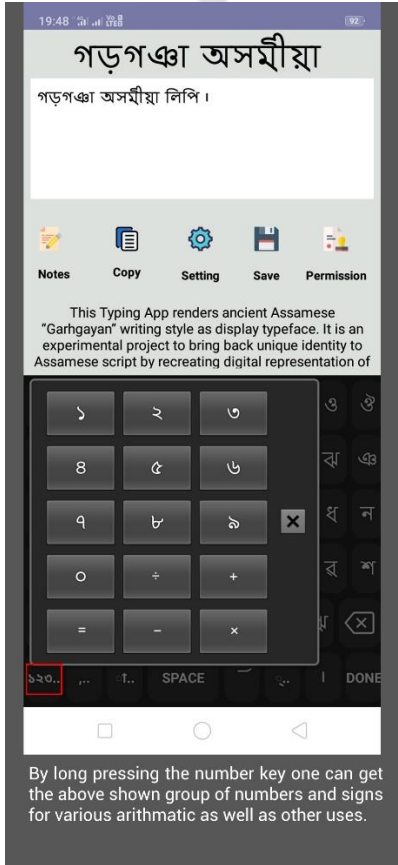 19:48
92
গড়গঞা অসমীয়া
গড়গঞা অসমীয়া লিপি ।
Notes Copy Setting Save Permission
This Typing App renders ancient Assamese
"Garhgayan" writing style as display typeface. It is an
experimental project to bring back unique identity to
Assamese script by recreating digital representation of
১ ২ ৩ ও ঔ
৪ ৫ ৬ ঝ ঞ
৭ ৮ ৯ × ধ ন
০ ÷ + ৱ শ
= − ×
১২৩.. ,.. া.. SPACE ্.. । DONE
By long pressing the number key one can get
the above shown group of numbers and signs
for various arithmatic as well as other uses.